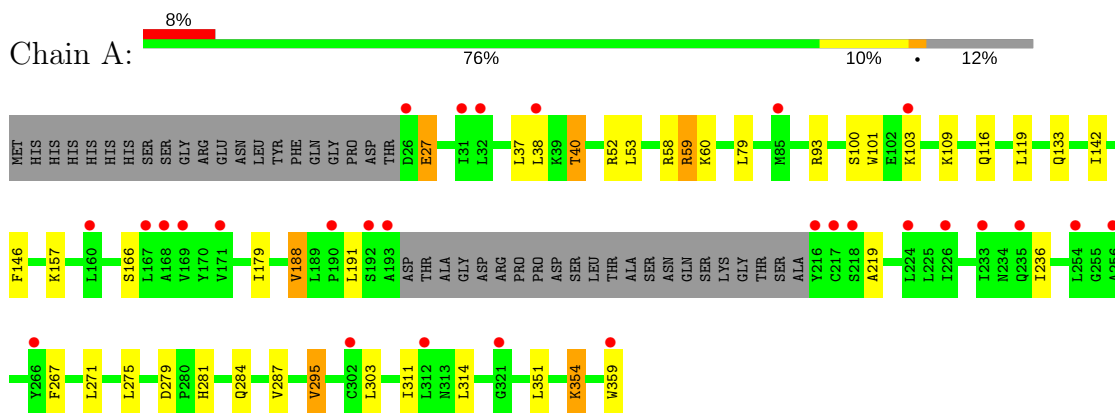 8%
Chain A:
76% 10% • 12%
MET HIS HIS HIS HIS HIS HIS SER SER GLY ARG GLU ASN LEU TYR PHE GLN GLY PRO ASP THR D26 E27 I31 L32 L37 L38 K39 T40 R52 L53 R58 R59 K60 L79 M85 R93 S100 W101 E102 K103 K109 Q116 L119 Q133 I142
F146 K157 L160 S166 L167 A168 V169 Y170 V171 I179 V188 L189 P190 L191 S192 A193 ASP THR ALA GLY ASP ARG PRO PRO ASP SER LEU THR ALA SER ASN GLN SER LYS GLY THR SER ALA Y216 C217 S218 A219 L224 L225 I226 I233 N234 Q235 I236 L254 G255 A256
Y266 F267 L271 L275 D279 P280 H281 Q284 V287 V295 C302 L303 I311 L312 N313 L314 G321 L351 K354 W359